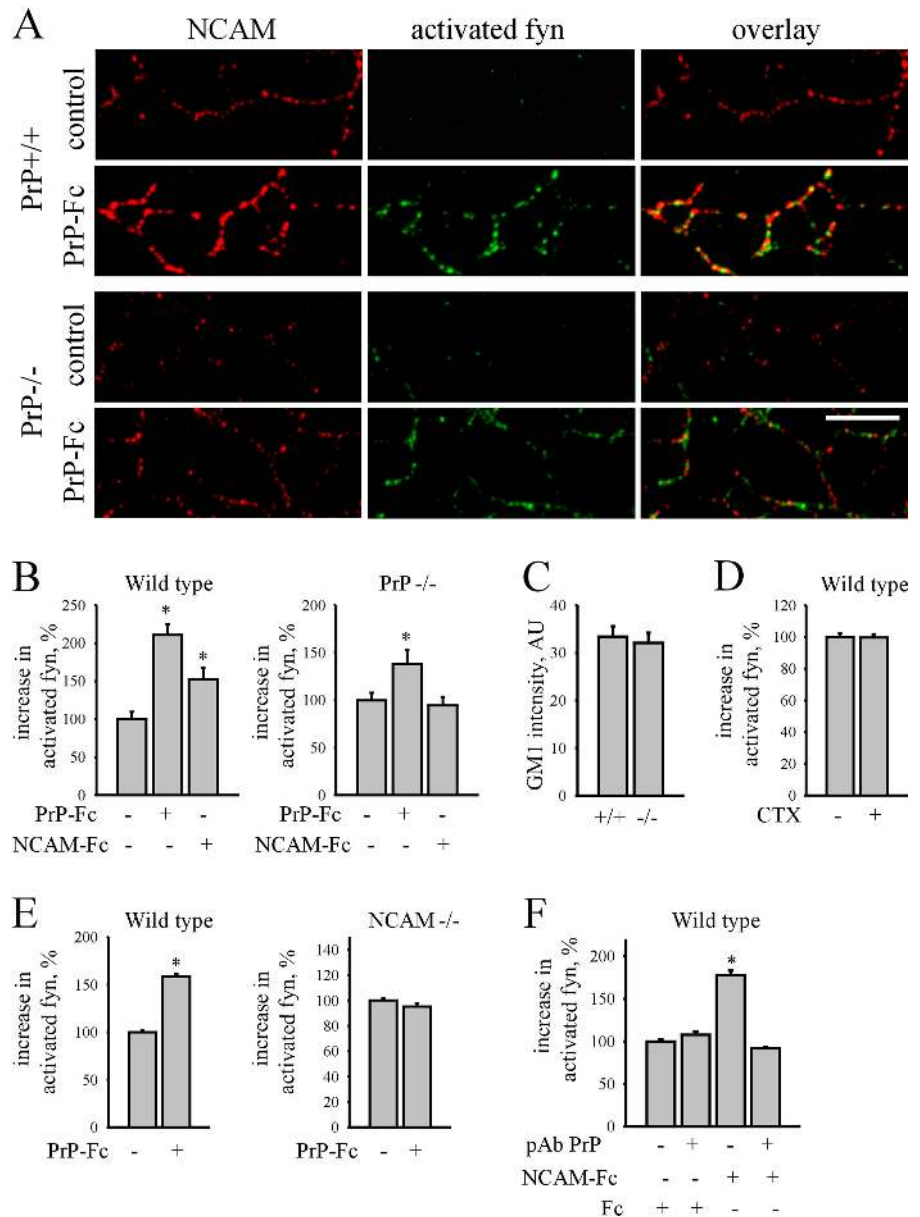 A
NCAM activated fyn overlay
PrP+/+
control
PrP-Fc
PrP-/-
control
PrP-Fc
B
Wild type
increase in
activated fyn, %
250
200
150
100
50
0
PrP-Fc - + -
NCAM-Fc - - +
PrP -/-
increase in
activated fyn, %
200
150
100
50
0
PrP-Fc - + -
NCAM-Fc - - +
* * *
C
GM1 intensity, AU
40
30
20
10
0
+/+ -/-
D
Wild type
increase in
activated fyn, %
120
100
80
60
40
20
0
CTX - +
E
Wild type
increase in
activated fyn, %
200
150
100
50
0
*
PrP-Fc - +
NCAM -/-
increase in
activated fyn, %
140
120
100
80
60
40
20
0
PrP-Fc - +
F
Wild type
increase in
activated fyn, %
200
150
100
50
0
*
pAb PrP - + - +
NCAM-Fc - - + +
Fc + + - -